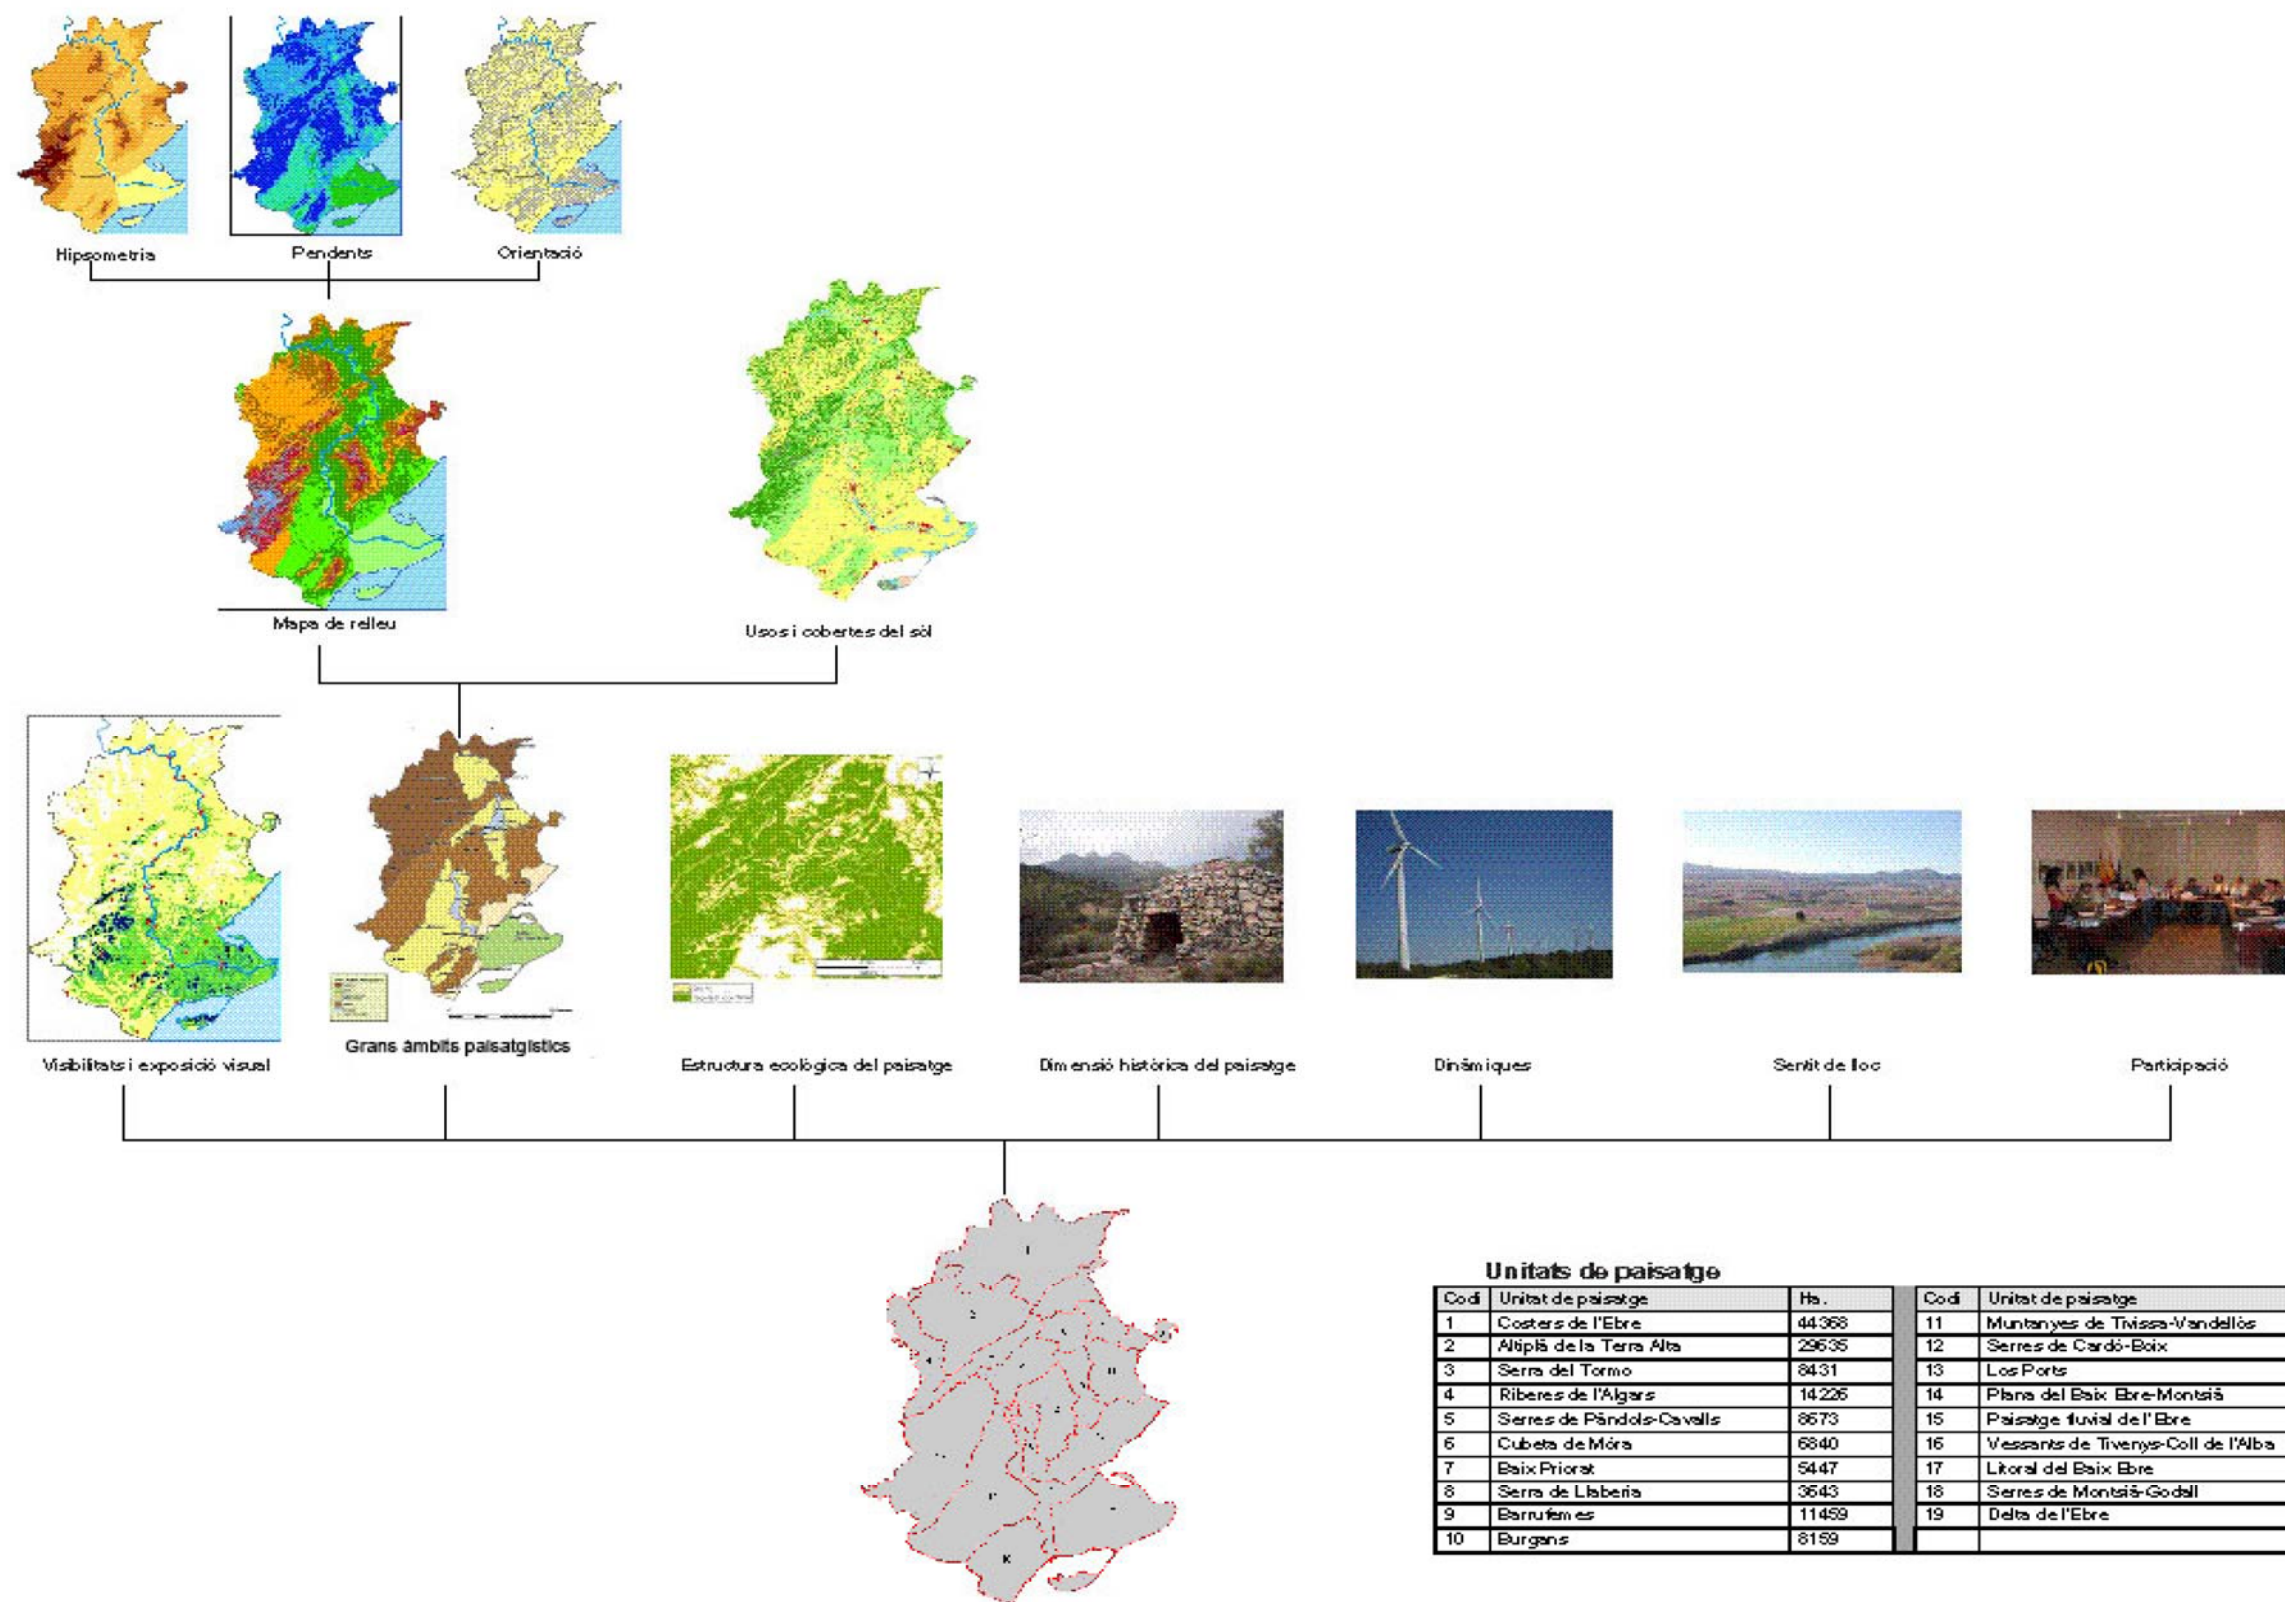 Hipsometria
Pendents
Orientació
Mapa de relleu
Usos i cobertes del sòl
Visibilitats i exposició visual
Grans àmbits paisatgístics
Estructura ecològica del paisatge
Dimensió històrica del paisatge
Dinàmiques
Sentit de lloc
Participació
Unitats de paisatge
Codi Unitat de paisatge Ha. Codi Unitat de paisatge
1 Costers de l'Ebre 44368 11 Muntanyes de Tivissa-Vandellòs
2 Altiplà de la Terra Alta 29635 12 Serres de Cardó-Boix
3 Serra del Tormo 8431 13 Los Ports
4 Riberes de l'Algars 14226 14 Plana del Baix Ebre-Montsià
5 Serres de Pàndols-Cavalls 8673 15 Paisatge fluvial de l'Ebre
6 Cubeta de Móra 6840 16 Vessants de Tivenys-Coll de l'Alba
7 Baix Priorat 5447 17 Litoral del Baix Ebre
8 Serra de Llaberia 3643 18 Serres de Montsià-Godall
9 Barrufemes 11459 19 Delta de l'Ebre
10 Burgans 8159